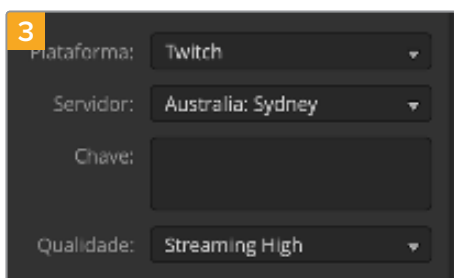 3
Plataforma: Twitch
Servidor: Australia: Sydney
Chave:
Qualidade: Streaming High